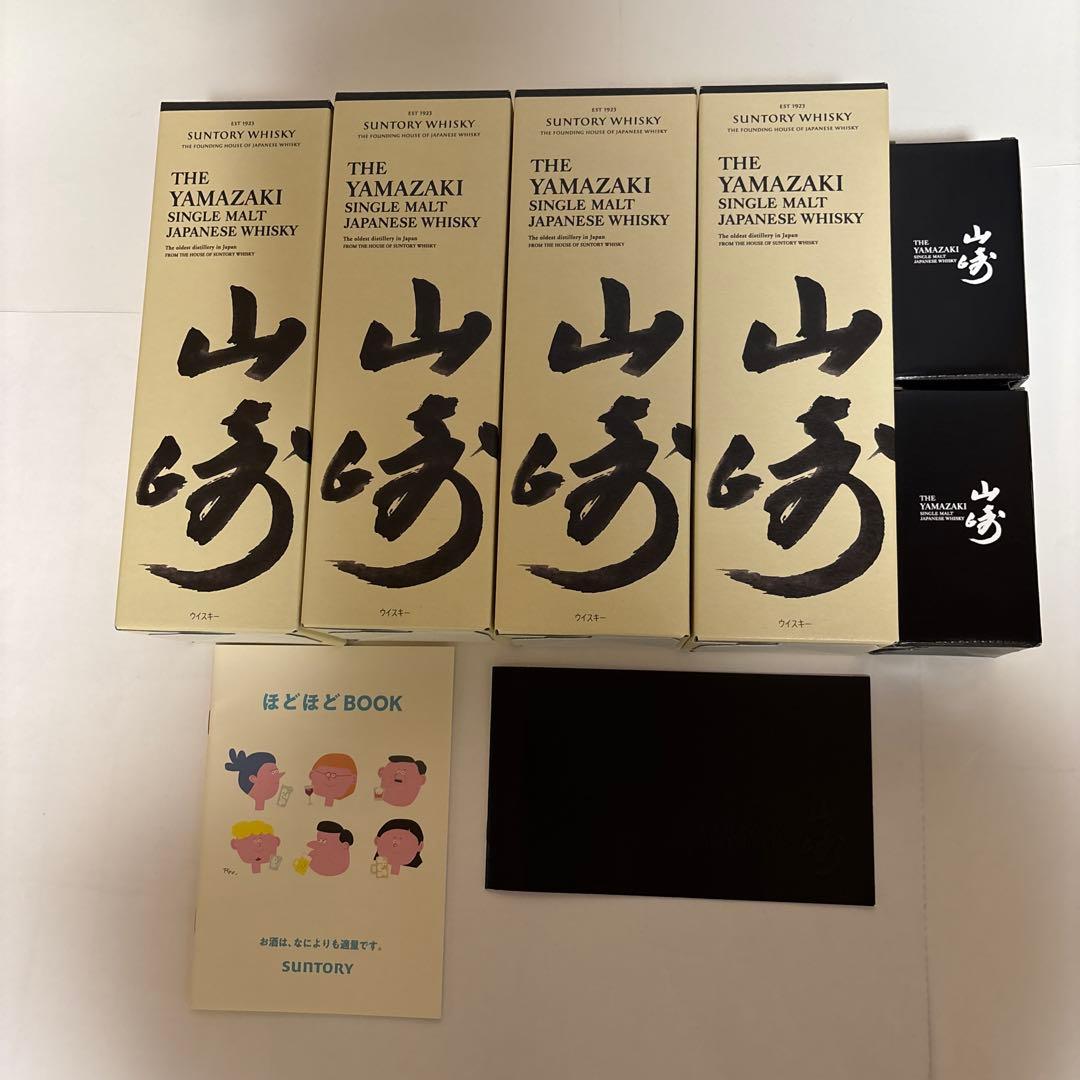 EST 1923
SUNTORY WHISKY
THE FOUNDING HOUSE OF JAPANESE WHISKY
THE
YAMAZAKI
SINGLE MALT
JAPANESE WHISKY
The oldest distillery in Japan
FROM THE HOUSE OF SUNTORY WHISKY
山
崎
ウイスキー
EST 1923
SUNTORY WHISKY
THE FOUNDING HOUSE OF JAPANESE WHISKY
THE
YAMAZAKI
SINGLE MALT
JAPANESE WHISKY
The oldest distillery in Japan
FROM THE HOUSE OF SUNTORY WHISKY
山
崎
ウイスキー
EST 1923
SUNTORY WHISKY
THE FOUNDING HOUSE OF JAPANESE WHISKY
THE
YAMAZAKI
SINGLE MALT
JAPANESE WHISKY
The oldest distillery in Japan
FROM THE HOUSE OF SUNTORY WHISKY
山
崎
ウイスキー
EST 1923
SUNTORY WHISKY
THE FOUNDING HOUSE OF JAPANESE WHISKY
THE
YAMAZAKI
SINGLE MALT
JAPANESE WHISKY
The oldest distillery in Japan
FROM THE HOUSE OF SUNTORY WHISKY
山
崎
ウイスキー
THE
YAMAZAKI
SINGLE MALT
JAPANESE WHISKY
山
崎
THE
YAMAZAKI
SINGLE MALT
JAPANESE WHISKY
山
崎
ほどほどBOOK
お酒は、なによりも適量です。
SUNTORY
山
崎